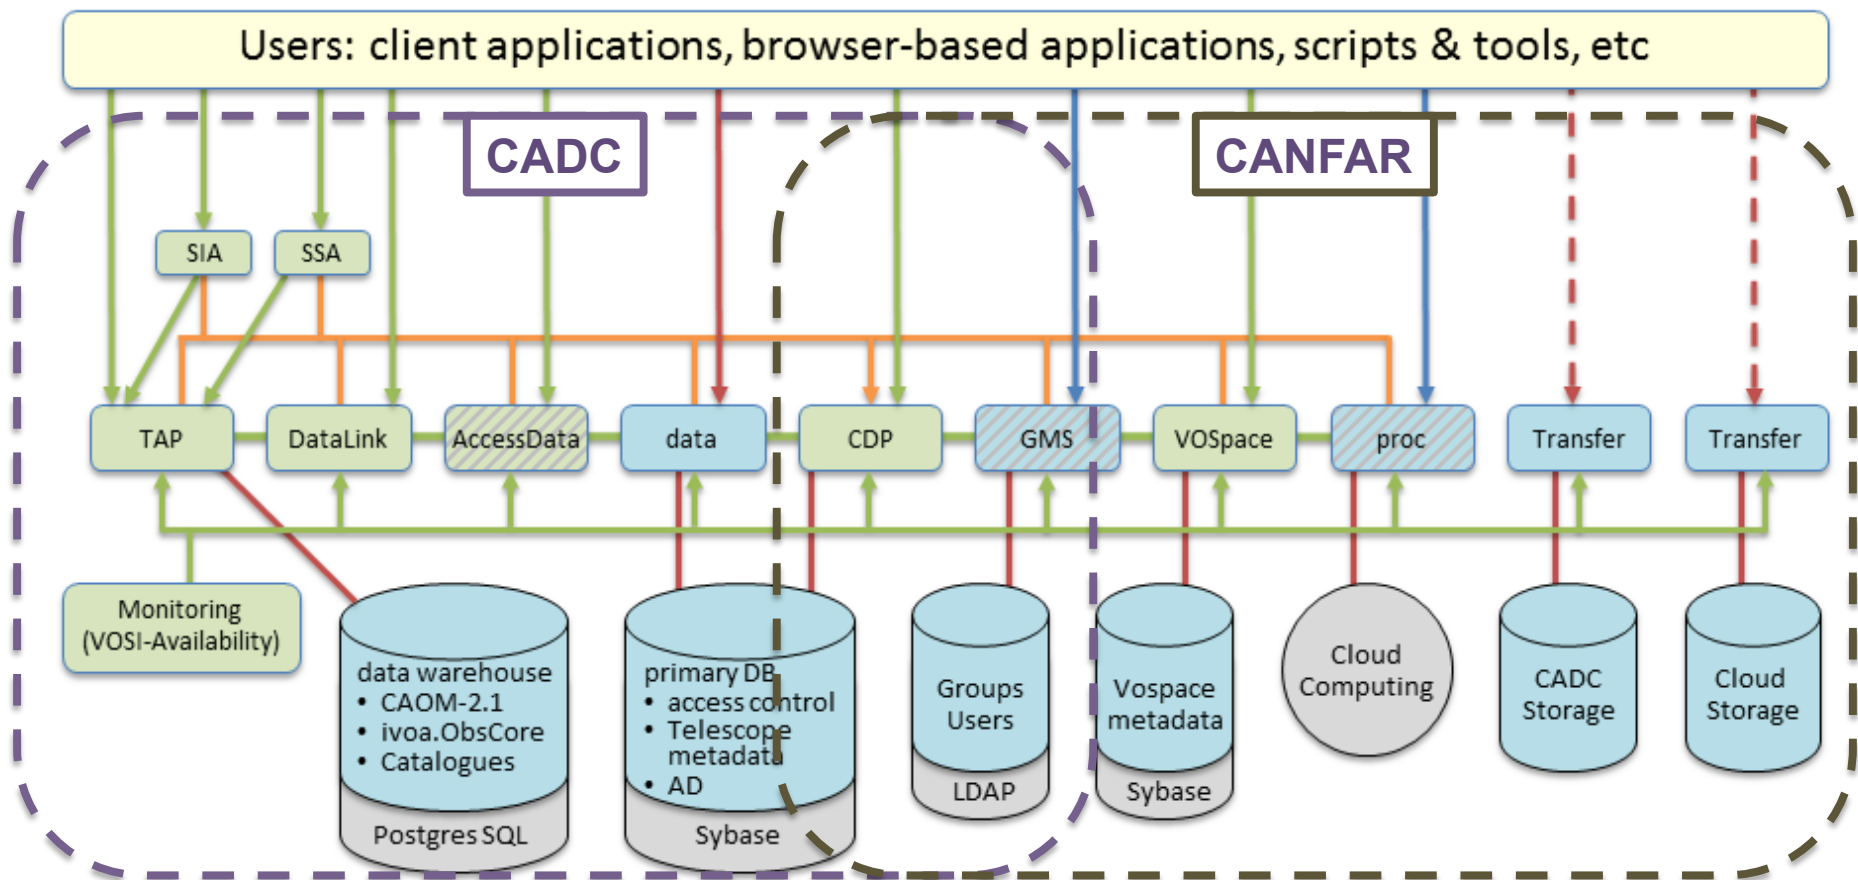 Users: client applications, browser-based applications, scripts & tools, etc
CADC
CANFAR
SIA
SSA
TAP
DataLink
AccessData
data
CDP
GMS
VOSpace
proc
Transfer
Transfer
Monitoring
(VOSI-Availability)
data warehouse
• CAOM-2.1
• ivoa.ObsCore
• Catalogues
Postgres SQL
primary DB
• access control
• Telescope
metadata
• AD
Sybase
Groups
Users
LDAP
Vospace
metadata
Sybase
Cloud
Computing
CADC
Storage
Cloud
Storage